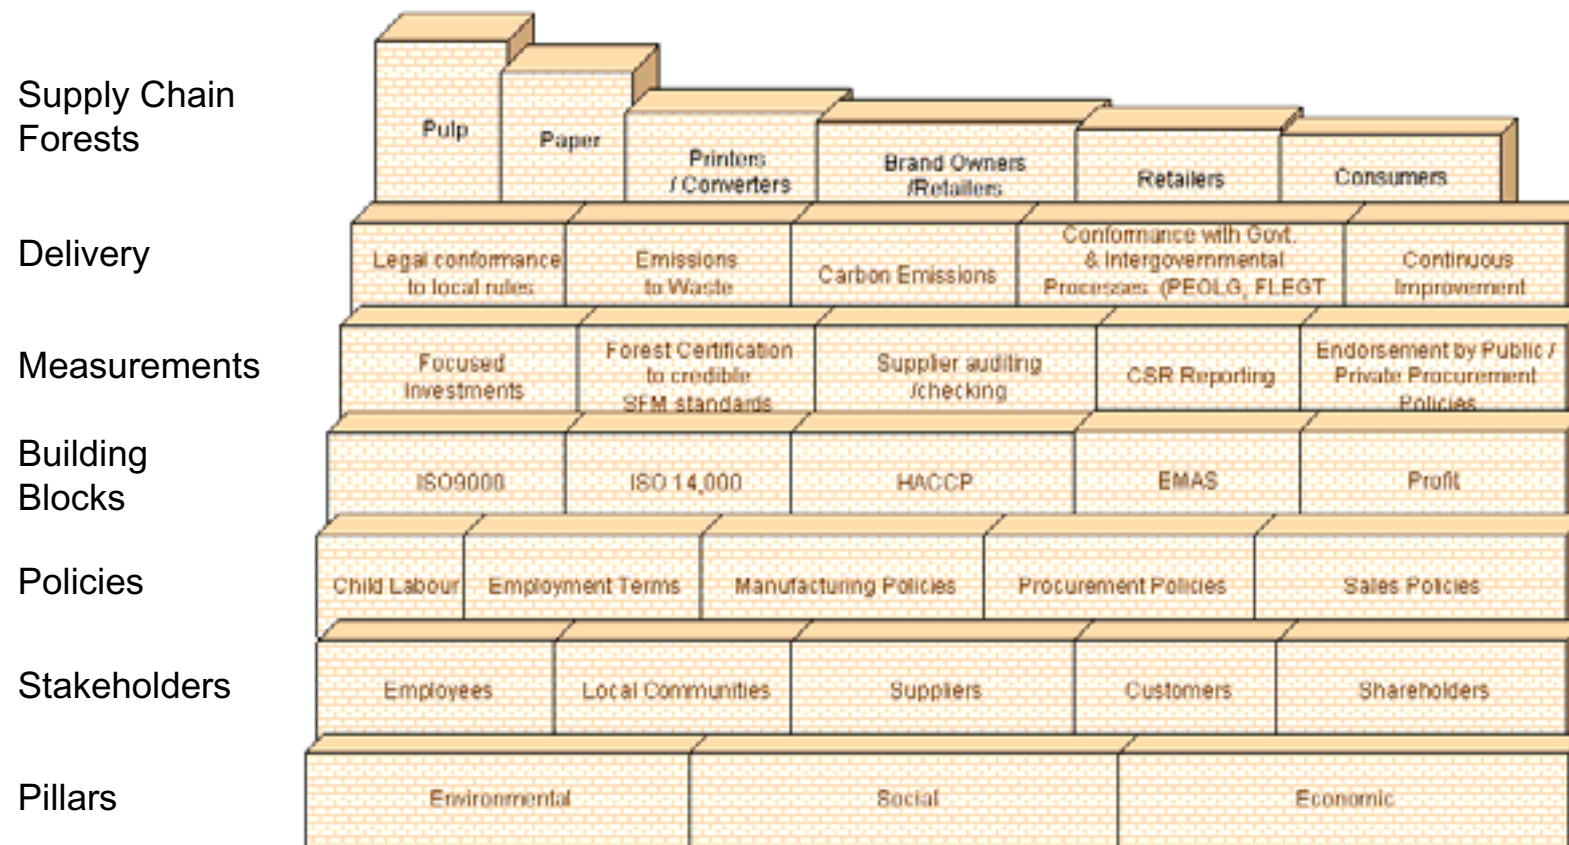 Supply Chain
Forests
Pulp
Paper
Printers
/ Converters
Brand Owners
/Retailers
Retailers
Consumers
Delivery
Legal conformance
to local rules
Emissions
to Waste
Carbon Emissions
Conformance with Govt.
& Intergovernmental
Processes (PEOLG, FLEGT
Continuous
Improvement
Measurements
Focused
Investments
Forest Certification
to credible
SFM standards
Supplier auditing
/checking
CSR Reporting
Endorsement by Public /
Private Procurement
Policies
Building
Blocks
ISO9000
ISO 14,000
HACCP
EMAS
Profit
Policies
Child Labour
Employment Terms
Manufacturing Policies
Procurement Policies
Sales Policies
Stakeholders
Employees
Local Communities
Suppliers
Customers
Shareholders
Pillars
Environmental
Social
Economic